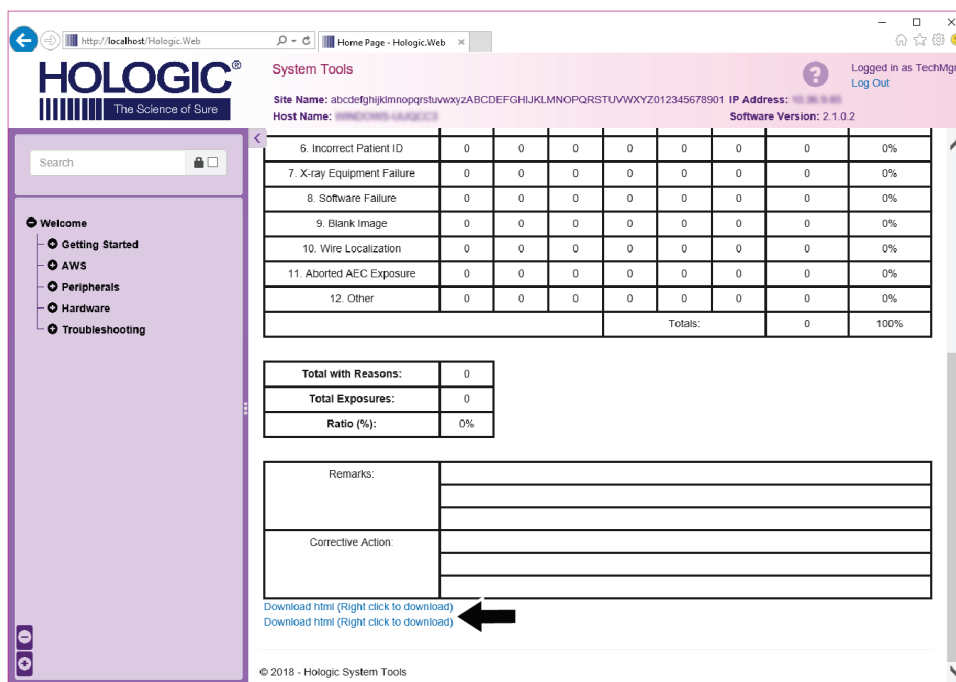 http://localhost/Hologic.Web
Home Page - Hologic.Web
HOLOGIC®
The Science of Sure
System Tools
Logged in as TechMgr
Log Out
Site Name: abcdefghijklmnopqrstuvwxyzABCDEFGHIJKLMNOPQRSTUVWXYZ012345678901 IP Address:
Host Name: Software Version: 2.1.0.2
Search
Welcome
Getting Started
AWS
Peripherals
Hardware
Troubleshooting
6. Incorrect Patient ID 0 0 0 0 0 0 0 0%
7. X-ray Equipment Failure 0 0 0 0 0 0 0 0%
8. Software Failure 0 0 0 0 0 0 0 0%
9. Blank Image 0 0 0 0 0 0 0 0%
10. Wire Localization 0 0 0 0 0 0 0 0%
11. Aborted AEC Exposure 0 0 0 0 0 0 0 0%
12. Other 0 0 0 0 0 0 0 0%
Totals: 0 100%
Total with Reasons: 0
Total Exposures: 0
Ratio (%): 0%
Remarks:
Corrective Action:
Download html (Right click to download)
Download html (Right click to download)
© 2018 - Hologic System Tools